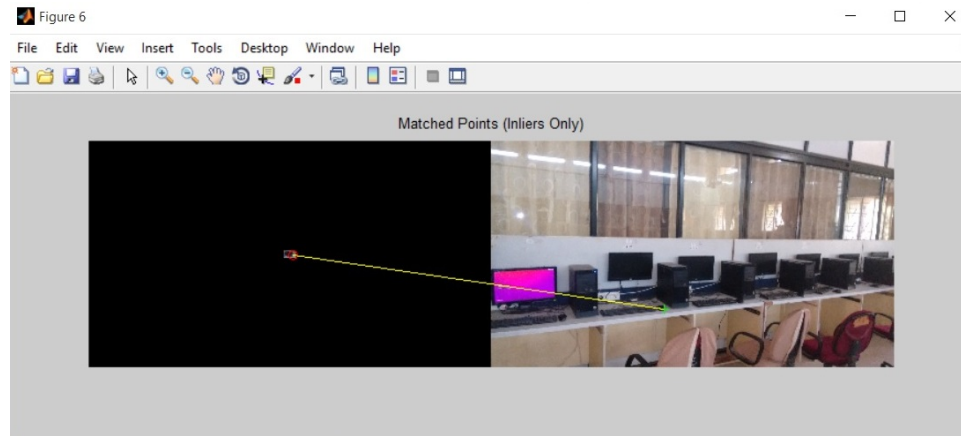 Figure 6
File Edit View Insert Tools Desktop Window Help
Matched Points (Inliers Only)